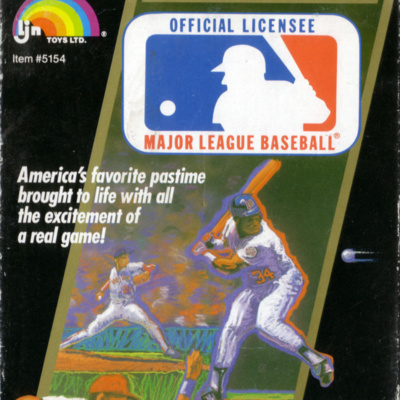 ljn
TOYS LTD.
®
Item #5154
OFFICIAL LICENSEE
MAJOR LEAGUE BASEBALL®
America's favorite pastime
brought to life with all
the excitement of
a real game!
34